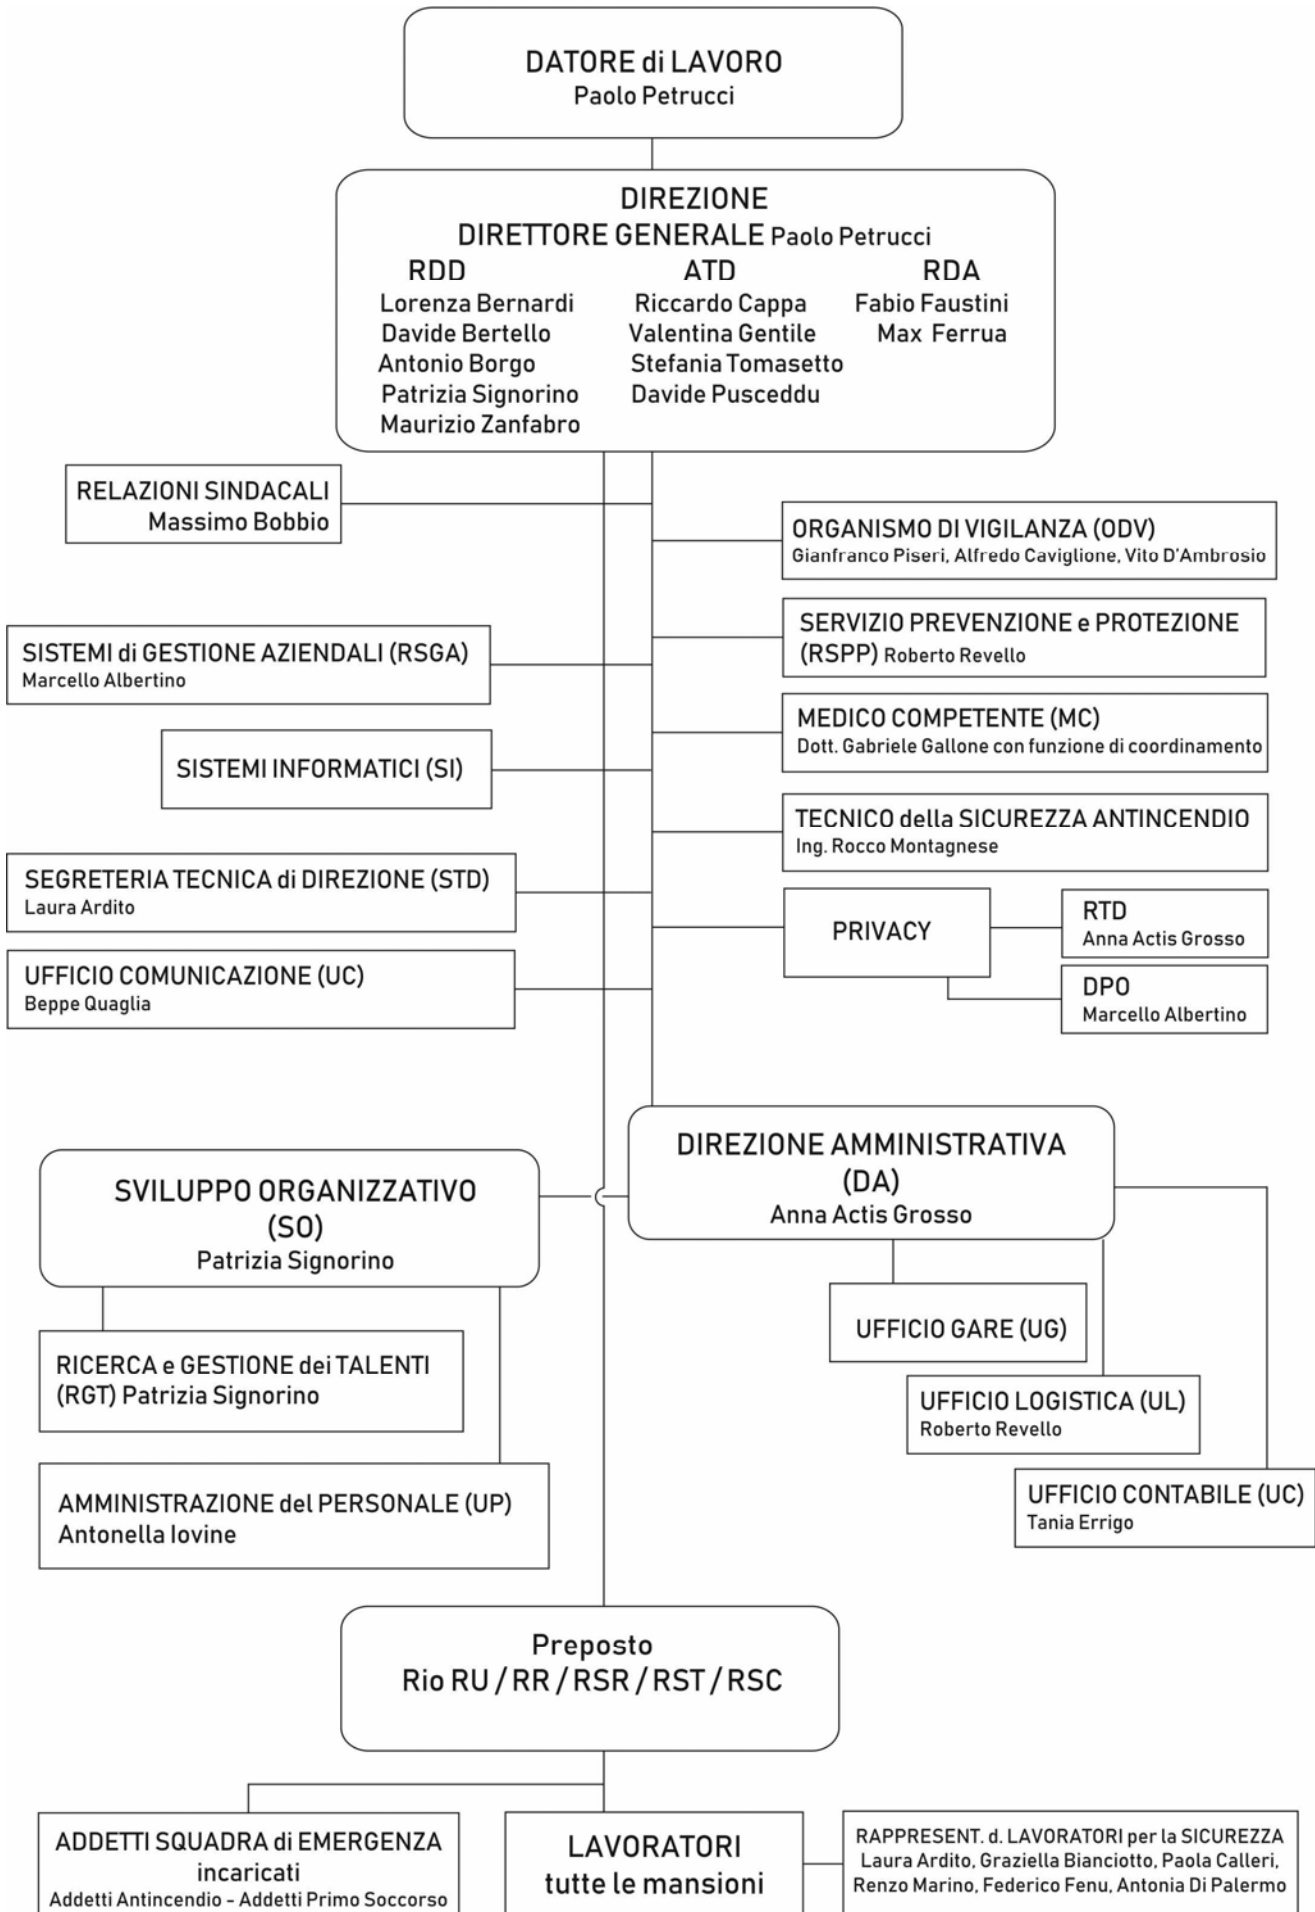 DATORE di LAVORO
Paolo Petrucci
DIREZIONE
DIRETTORE GENERALE Paolo Petrucci
RDD
Lorenza Bernardi
Davide Bertello
Antonio Borgo
Patrizia Signorino
Maurizio Zanfabro
ATD
Riccardo Cappa
Valentina Gentile
Stefania Tomasetto
Davide Pusceddu
RDA
Fabio Faustini
Max Ferrua
RELAZIONI SINDACALI
Massimo Bobbio
ORGANISMO DI VIGILANZA (ODV)
Gianfranco Piseri, Alfredo Caviglione, Vito D'Ambrosio
SERVIZIO PREVENZIONE e PROTEZIONE
(RSPP) Roberto Revello
SISTEMI di GESTIONE AZIENDALI (RSGA)
Marcello Albertino
MEDICO COMPETENTE (MC)
Dott. Gabriele Gallone con funzione di coordinamento
SISTEMI INFORMATICI (SI)
TECNICO della SICUREZZA ANTINCENDIO
Ing. Rocco Montagnese
SEGRETERIA TECNICA di DIREZIONE (STD)
Laura Ardito
PRIVACY
RTD
Anna Actis Grosso
DPO
Marcello Albertino
UFFICIO COMUNICAZIONE (UC)
Beppe Quaglia
DIREZIONE AMMINISTRATIVA
(DA)
Anna Actis Grosso
SVILUPPO ORGANIZZATIVO
(SO)
Patrizia Signorino
UFFICIO GARE (UG)
RICERCA e GESTIONE dei TALENTI
(RGT) Patrizia Signorino
UFFICIO LOGISTICA (UL)
Roberto Revello
AMMINISTRAZIONE del PERSONALE (UP)
Antonella Iovine
UFFICIO CONTABILE (UC)
Tania Errigo
Preposto
Rio RU / RR / RSR / RST / RSC
ADDETTI SQUADRA di EMERGENZA
incaricati
Addetti Antincendio - Addetti Primo Soccorso
LAVORATORI
tutte le mansioni
RAPPRESENT. d. LAVORATORI per la SICUREZZA
Laura Ardito, Graziella Bianciotto, Paola Calleri,
Renzo Marino, Federico Fenu, Antonia Di Palermo